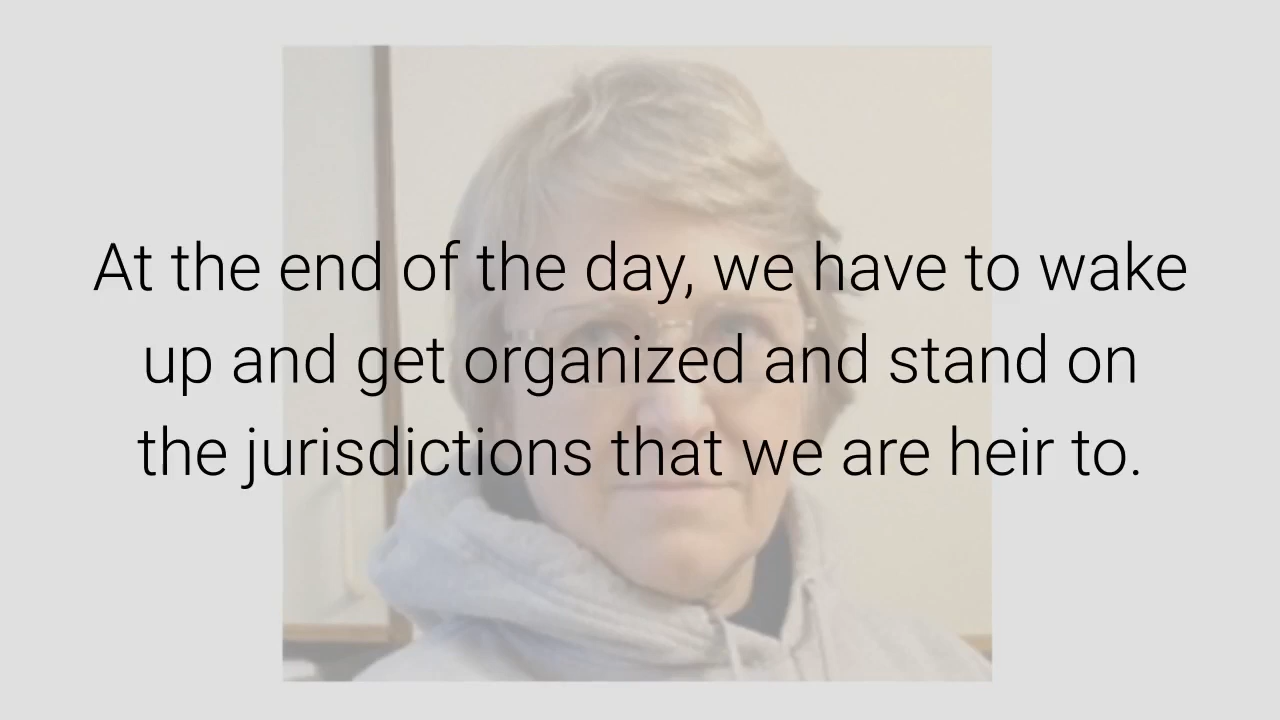 At the end of the day, we have to wake
up and get organized and stand on
the jurisdictions that we are heir to.